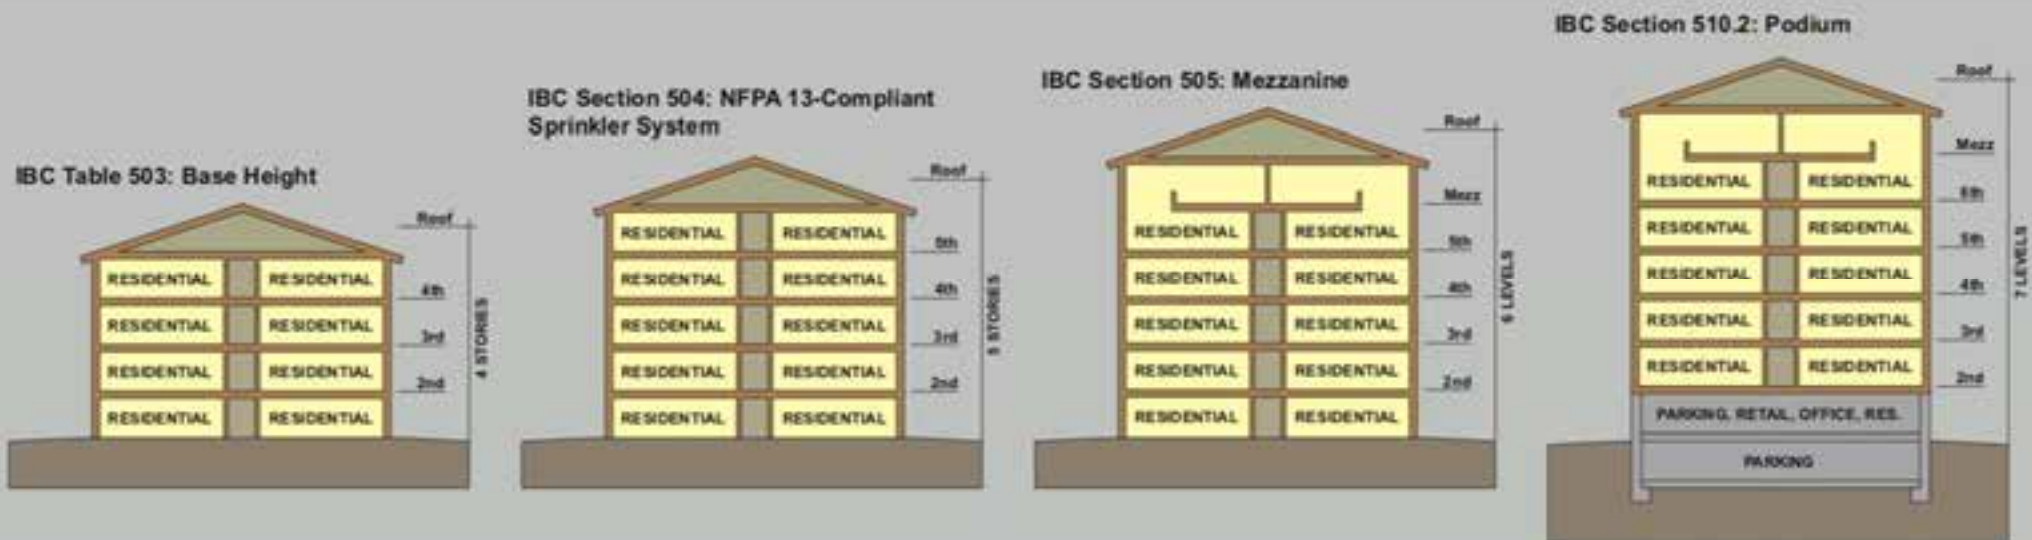 IBC Table 503: Base Height
Roof
RESIDENTIAL RESIDENTIAL
4th
RESIDENTIAL RESIDENTIAL
3rd
RESIDENTIAL RESIDENTIAL
2nd
RESIDENTIAL RESIDENTIAL
4 STORIES
IBC Section 504: NFPA 13-Compliant
Sprinkler System
Roof
RESIDENTIAL RESIDENTIAL
5th
RESIDENTIAL RESIDENTIAL
4th
RESIDENTIAL RESIDENTIAL
3rd
RESIDENTIAL RESIDENTIAL
2nd
RESIDENTIAL RESIDENTIAL
5 STORIES
IBC Section 505: Mezzanine
Roof
Mezz
RESIDENTIAL RESIDENTIAL
5th
RESIDENTIAL RESIDENTIAL
4th
RESIDENTIAL RESIDENTIAL
3rd
RESIDENTIAL RESIDENTIAL
2nd
RESIDENTIAL RESIDENTIAL
6 LEVELS
IBC Section 510.2: Podium
Roof
Mezz
RESIDENTIAL RESIDENTIAL
6th
RESIDENTIAL RESIDENTIAL
5th
RESIDENTIAL RESIDENTIAL
4th
RESIDENTIAL RESIDENTIAL
3rd
RESIDENTIAL RESIDENTIAL
2nd
PARKING, RETAIL, OFFICE, RES.
PARKING
7 LEVELS